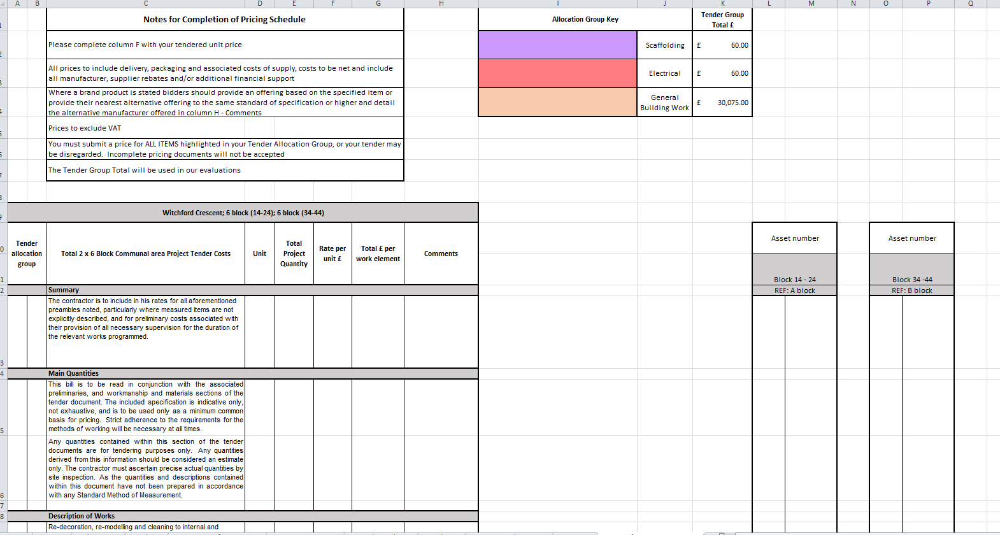 A B C D E F G H I J K L M N O P Q
Notes for Completion of Pricing Schedule
Allocation Group Key
Tender Group
Total £
Please complete column F with your tendered unit price
Scaffolding £ 60.00
All prices to include delivery, packaging and associated costs of supply, costs to be net and include
all manufacturer, supplier rebates and/or additional financial support
Electrical £ 60.00
Where a brand product is stated bidders should provide an offering based on the specified item or
provide their nearest alternative offering to the same standard of specification or higher and detail
the alternative manufacturer offered in column H - Comments
General
Building Work £ 30,075.00
Prices to exclude VAT
You must submit a price for ALL ITEMS highlighted in your Tender Allocation Group, or your tender may
be disregarded.  Incomplete pricing documents will not be accepted
The Tender Group Total will be used in our evaluations
Witchford Crescent; 6 block (14-24); 6 block (34-44)
Tender
allocation
group
Total 2 x 6 Block Communal area Project Tender Costs
Unit
Total
Project
Quantity
Rate per
unit £
Total £ per
work element
Comments
Asset number
Asset number
Block 14 - 24
Block 34 -44
2 Summary
REF: A block
REF: B block
The contractor is to include in his rates for all aforementioned
preambles noted, particularly where measured items are not
explicitly described, and for preliminary costs associated with
their provision of all necessary supervision for the duration of
the relevant works programmed.
3
4 Main Quantities
This bill is to be read in conjunction with the associated
preliminaries, and workmanship and materials sections of the
tender document. The included specification is indicative only,
not exhaustive, and is to be used only as a minimum common
basis for pricing.  Strict adherence to the requirements for the
methods of working will be necessary at all times.
5
Any quantities contained within this section of the tender
documents are for tendering purposes only.  Any quantities
derived from this information should be considered an estimate
only. The contractor must ascertain precise actual quantities by
site inspection. As the quantities and descriptions contained
within this document have not been prepared in accordance
with any Standard Method of Measurement.
6
7
8 Description of Works
Re-decoration, re-modelling and cleaning to internal and